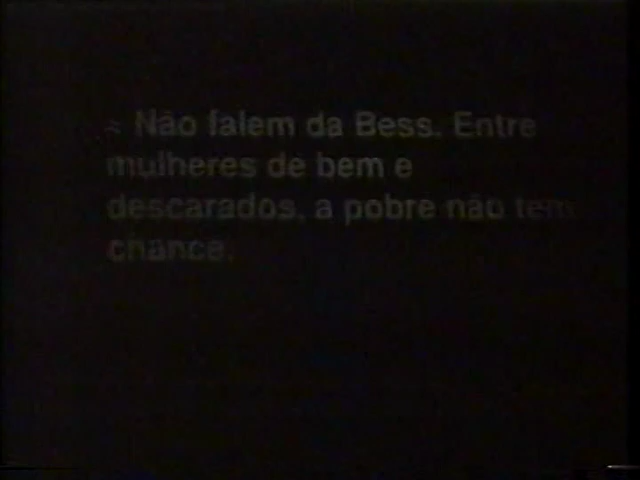 - Não falem da Bess. Entre
mulheres de bem e
descarados, a pobre não tem
chance.